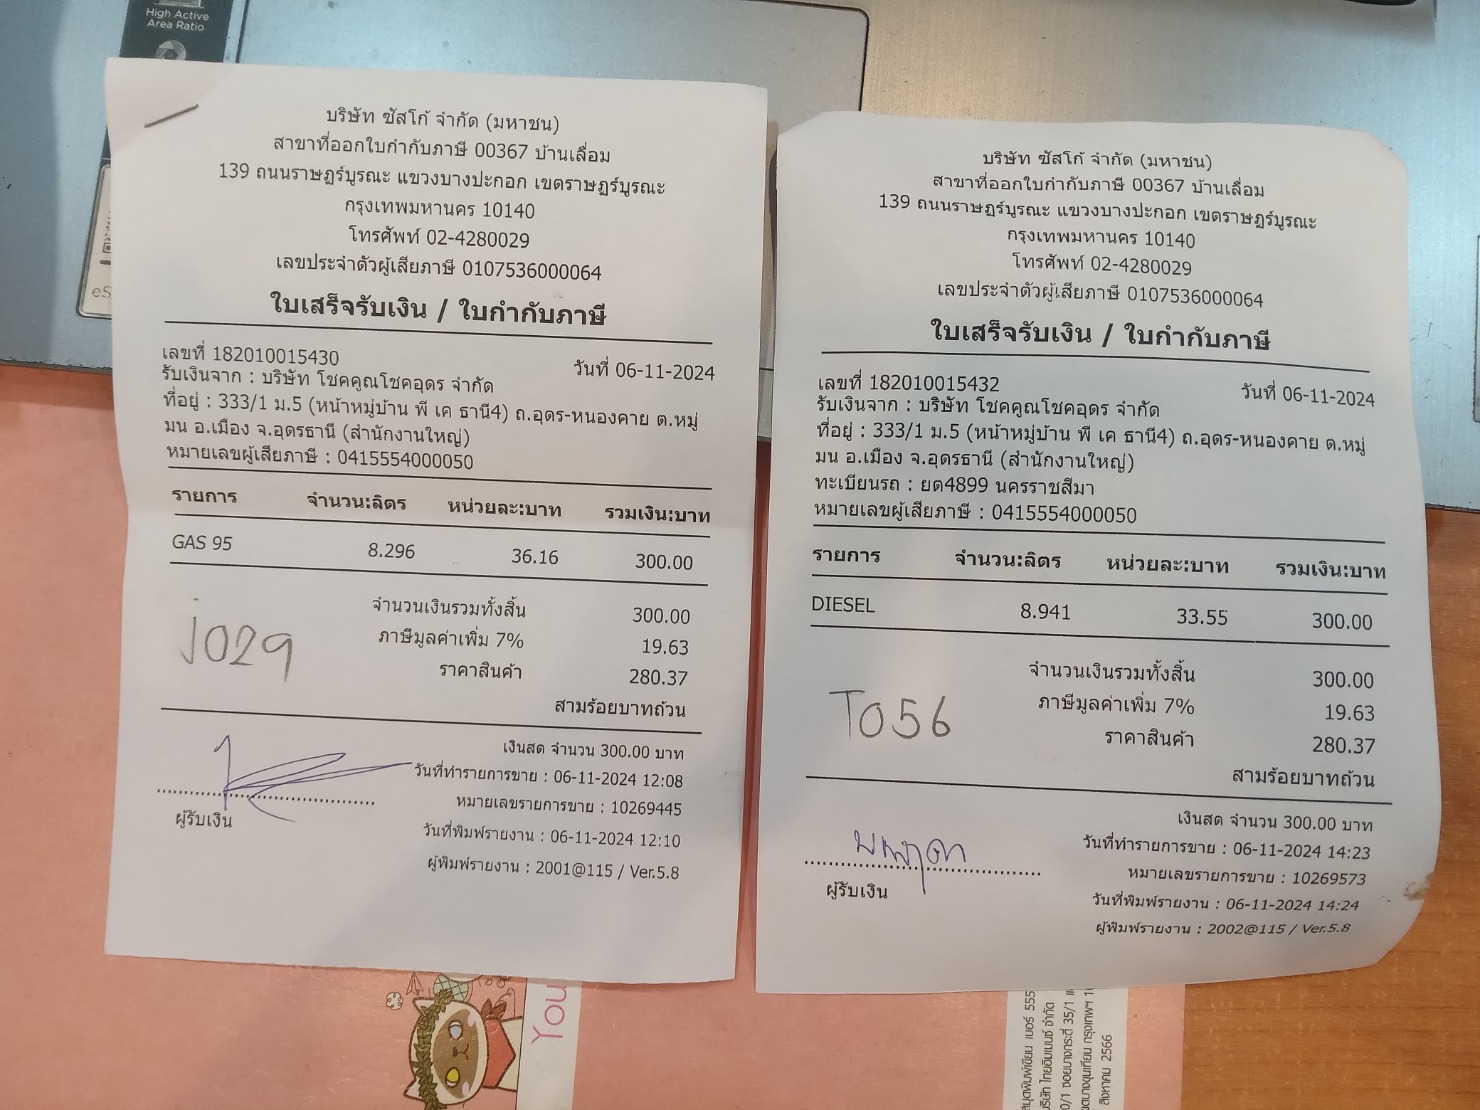 High Active
Area Ratio
บริษัท ซัสโก้ จำกัด (มหาชน)
สาขาที่ออกใบกำกับภาษี 00367 บ้านเลื่อม
139 ถนนราษฎร์บูรณะ แขวงบางปะกอก เขตราษฎร์บูรณะ
กรุงเทพมหานคร 10140
โทรศัพท์ 02-4280029
เลขประจำตัวผู้เสียภาษี 0107536000064
ใบเสร็จรับเงิน / ใบกำกับภาษี
เลขที่ 182010015430
วันที่ 06-11-2024
รับเงินจาก : บริษัท โชคคูณโชคอุดร จำกัด
ที่อยู่ : 333/1 ม.5 (หน้าหมู่บ้าน พี เค ธานี4) ถ.อุดร-หนองคาย ต.หมู่
มน อ.เมือง จ.อุดรธานี (สำนักงานใหญ่)
หมายเลขผู้เสียภาษี : 0415554000050
รายการ จำนวน:ลิตร หน่วยละ:บาท รวมเงิน:บาท
GAS 95 8.296 36.16 300.00
จำนวนเงินรวมทั้งสิ้น 300.00
ภาษีมูลค่าเพิ่ม 7% 19.63
ราคาสินค้า 280.37
J029
สามร้อยบาทถ้วน
เงินสด จำนวน 300.00 บาท
วันที่ทำรายการขาย : 06-11-2024 12:08
หมายเลขรายการขาย : 10269445
ผู้รับเงิน
วันที่พิมพ์รายงาน : 06-11-2024 12:10
ผู้พิมพ์รายงาน : 2001@115 / Ver.5.8
บริษัท ซัสโก้ จำกัด (มหาชน)
สาขาที่ออกใบกำกับภาษี 00367 บ้านเลื่อม
139 ถนนราษฎร์บูรณะ แขวงบางปะกอก เขตราษฎร์บูรณะ
กรุงเทพมหานคร 10140
โทรศัพท์ 02-4280029
เลขประจำตัวผู้เสียภาษี 0107536000064
ใบเสร็จรับเงิน / ใบกำกับภาษี
เลขที่ 182010015432
วันที่ 06-11-2024
รับเงินจาก : บริษัท โชคคูณโชคอุดร จำกัด
ที่อยู่ : 333/1 ม.5 (หน้าหมู่บ้าน พี เค ธานี4) ถ.อุดร-หนองคาย ต.หมู่
มน อ.เมือง จ.อุดรธานี (สำนักงานใหญ่)
ทะเบียนรถ : ยต4899 นครราชสีมา
หมายเลขผู้เสียภาษี : 0415554000050
รายการ จำนวน:ลิตร หน่วยละ:บาท รวมเงิน:บาท
DIESEL 8.941 33.55 300.00
จำนวนเงินรวมทั้งสิ้น 300.00
ภาษีมูลค่าเพิ่ม 7% 19.63
ราคาสินค้า 280.37
T056
สามร้อยบาทถ้วน
เงินสด จำนวน 300.00 บาท
วันที่ทำรายการขาย : 06-11-2024 14:23
หมายเลขรายการขาย : 10269573
ผู้รับเงิน
วันที่พิมพ์รายงาน : 06-11-2024 14:24
ผู้พิมพ์รายงาน : 2002@115 / Ver.5.8
You
สิงหาคม 2566